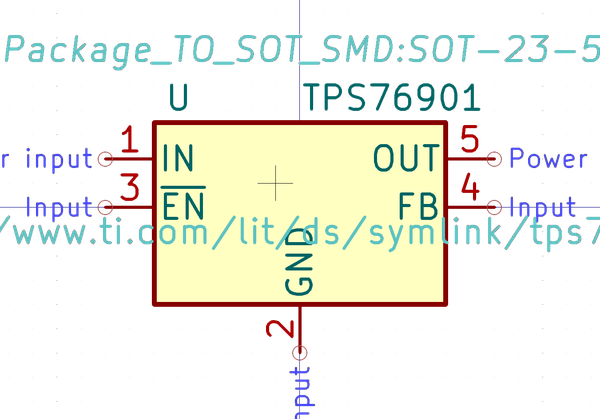 Package_TO_SOT_SMD:SOT-23-5
U TPS76901
r input 1 IN OUT 5 Power
Input 3 EN FB 4 Input
/www.ti.com/lit/ds/symlink/tps7
GND
2
nput